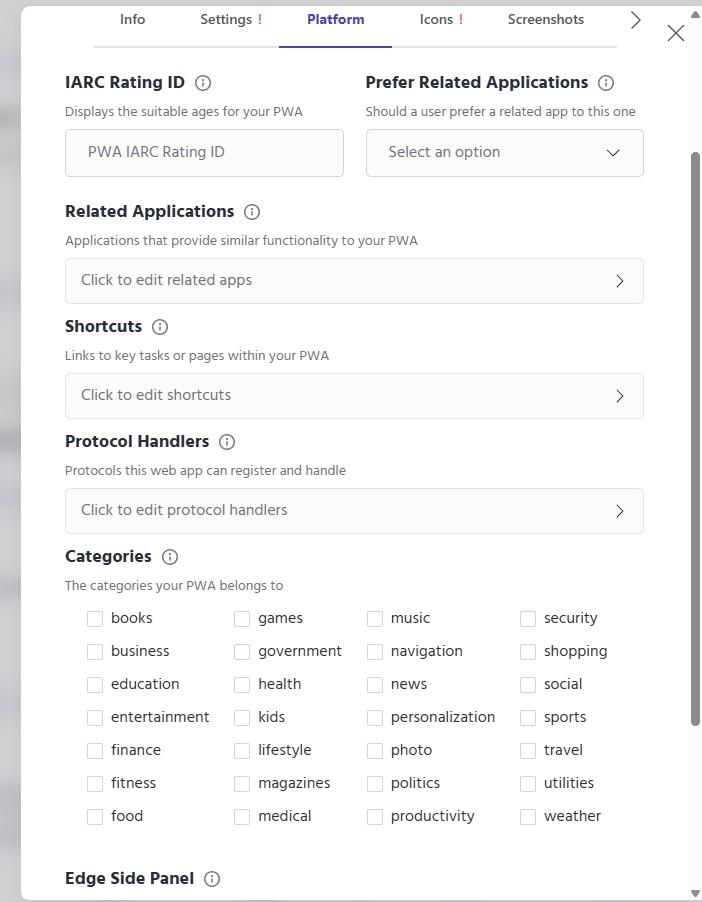 Info Settings ! Platform Icons ! Screenshots
IARC Rating ID Prefer Related Applications
Displays the suitable ages for your PWA Should a user prefer a related app to this one
PWA IARC Rating ID Select an option
Related Applications
Applications that provide similar functionality to your PWA
Click to edit related apps
Shortcuts
Links to key tasks or pages within your PWA
Click to edit shortcuts
Protocol Handlers
Protocols this web app can register and handle
Click to edit protocol handlers
Categories
The categories your PWA belongs to
books games music security
business government navigation shopping
education health news social
entertainment kids personalization sports
finance lifestyle photo travel
fitness magazines politics utilities
food medical productivity weather
Edge Side Panel